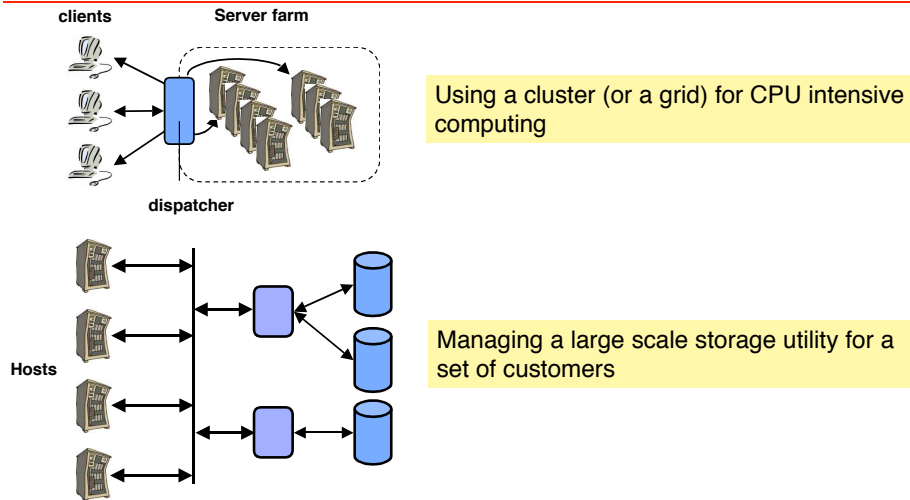 clients
Server farm
Using a cluster (or a grid) for CPU intensive
computing
dispatcher
Managing a large scale storage utility for a
set of customers
Hosts